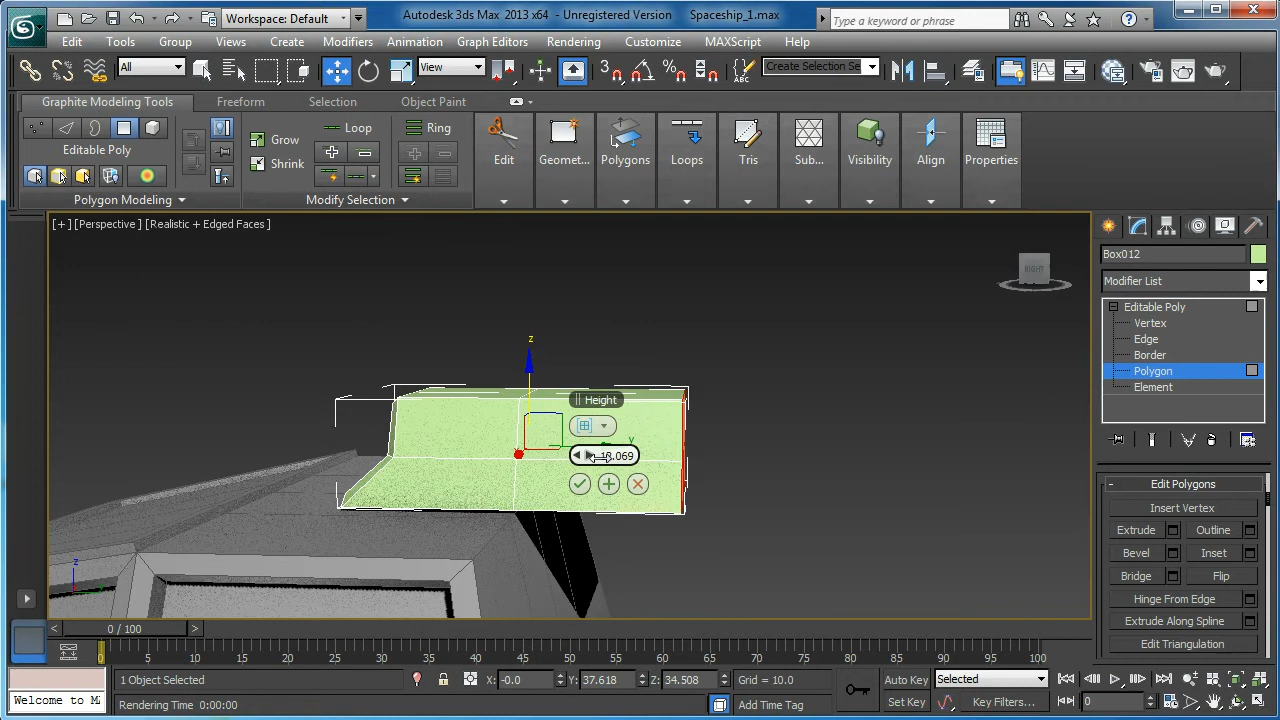 Workspace: Default
Autodesk 3ds Max 2013 x64 - Unregistered Version Spaceship_1.max
Type a keyword or phrase
Edit Tools Group Views Create Modifiers Animation Graph Editors Rendering Customize MAXScript Help
All
View
Create Selection Se
Graphite Modeling Tools Freeform Selection Object Paint
Loop Ring
Grow
Editable Poly
Shrink
Edit Geomet... Polygons Loops Tris Sub... Visibility Align Properties
Polygon Modeling Modify Selection
[+] [Perspective ] [Realistic + Edged Faces ]
RIGHT
Box012
Modifier List
Editable Poly
Vertex
Edge
Border
Polygon
Element
z
Height
y
Edit Polygons
Insert Vertex
Extrude Outline
Bevel Inset
Bridge Flip
Hinge From Edge
Extrude Along Spline
Edit Triangulation
z
0 / 100
0 5 10 15 20 25 30 35 40 45 50 55 60 65 70 75 80 85 90 95 100
1 Object Selected X: -0.0 Y: 37.618 Z: 34.508 Grid = 10.0 Auto Key Selected
Welcome to
Rendering Time 0:00:00 Add Time Tag Set Key Key Filters... 0